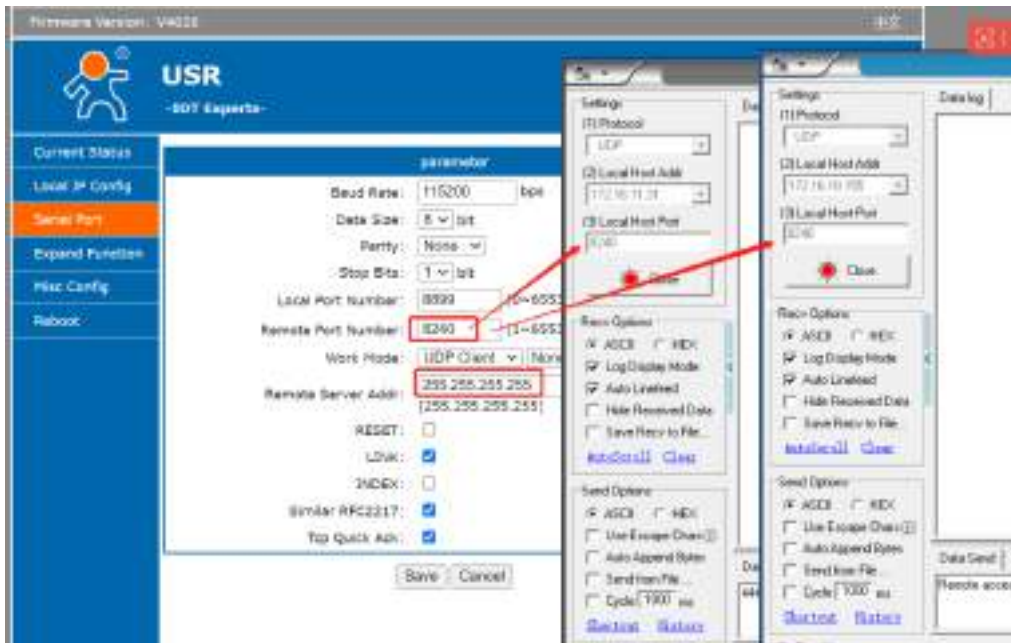 Firmware Version: V4020
中文
USR
-IOT Experts-
Current Status
Local IP Config
Serial Port
Expand Function
Misc Config
Reboot
parameter
Baud Rate: 115200 bps
Data Size: 8 bit
Parity: None
Stop Bits: 1 bit
Local Port Number: 8899
Remote Port Number: 8240
Work Mode: UDP Client None
Remote Server Addr: 255.255.255.255
[255.255.255.255]
RESET:
LINK:
INDEX:
Similar RFC2217:
Tcp Quick Ack:
Save Cancel
Settings
(1) Protocol
UDP
(2) Local Host Addr
(3) Local Host Port
8240
Close
Recv Options
ASCII HEX
Log Display Mode
Auto Linefeed
Hide Received Data
Save Recv to File...
AutoScroll Clear
Send Options
ASCII HEX
Use Escape Chars
Auto Append Bytes
Send from File...
Cycle 1000 ms
Shortcut History
Settings
Data log
(1) Protocol
UDP
(2) Local Host Addr
(3) Local Host Port
8240
Close
Recv Options
ASCII HEX
Log Display Mode
Auto Linefeed
Hide Received Data
Save Recv to File...
AutoScroll Clear
Send Options
ASCII HEX
Use Escape Chars
Auto Append Bytes
Send from File...
Cycle 1000 ms
Shortcut History
Data Send
Remote